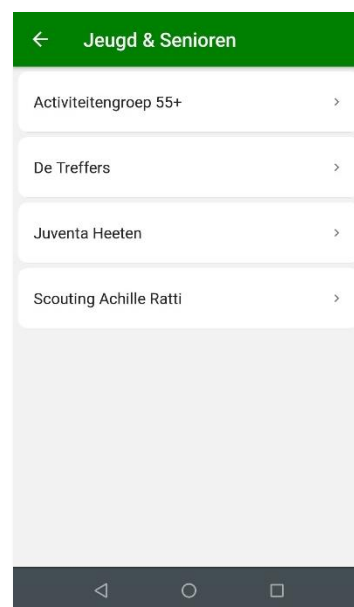 Jeugd & Senioren
Activiteitengroep 55+
De Treffers
Juventa Heeten
Scouting Achille Ratti